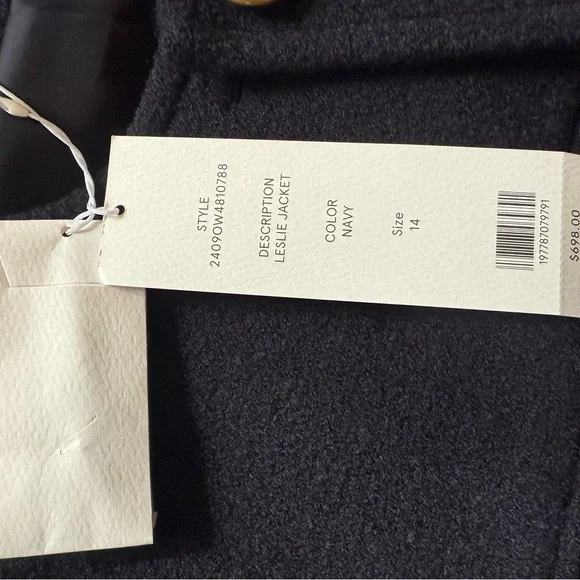 STYLE
2409OW4810788
DESCRIPTION
LESLIE JACKET
COLOR
NAVY
Size
14
197787079791
$698.00